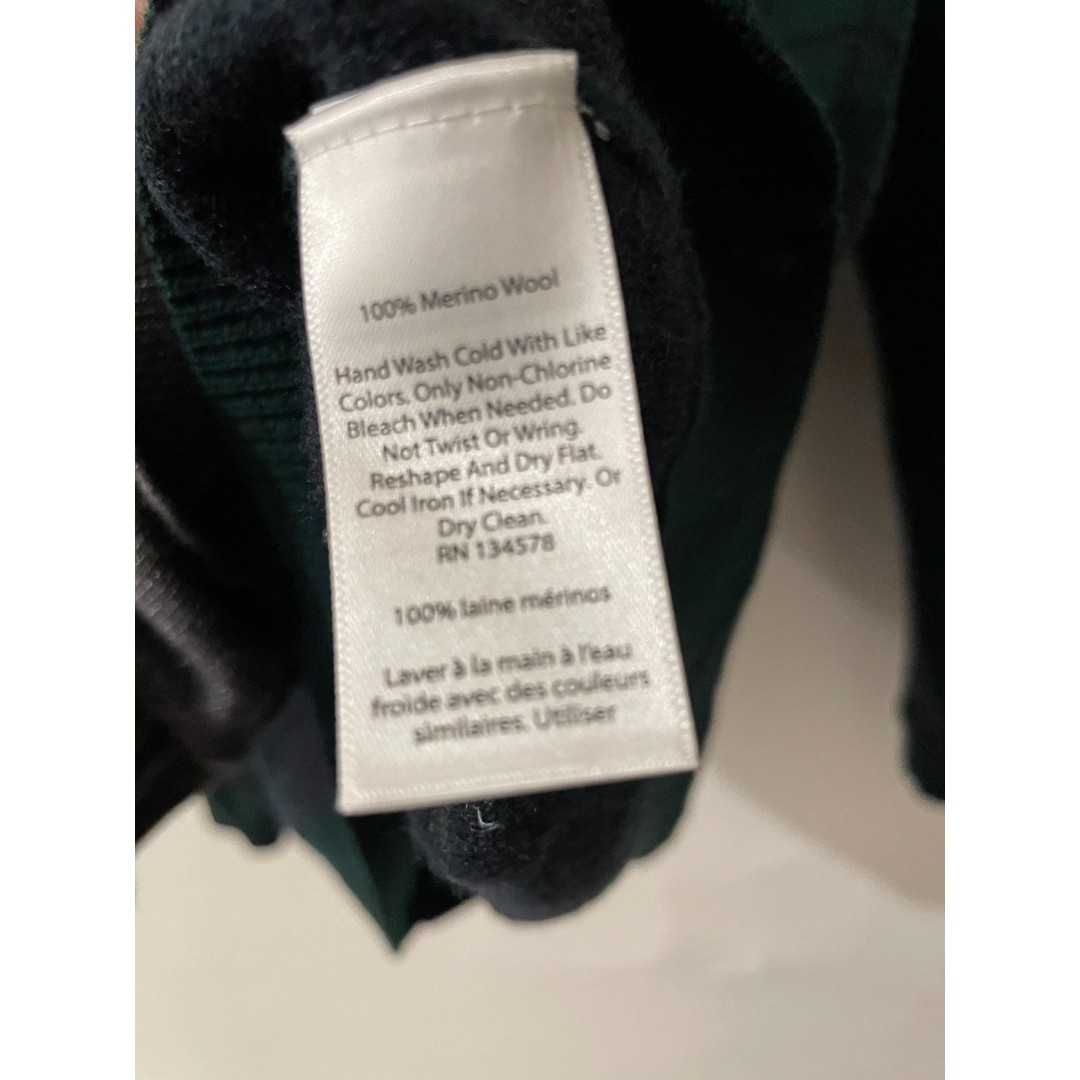 100% Merino Wool
Hand Wash Cold With Like
Colors. Only Non-Chlorine
Bleach When Needed. Do
Not Twist Or Wring.
Reshape And Dry Flat.
Cool Iron If Necessary. Or
Dry Clean.
RN 134578
100% laine mérinos
Laver à la main à l'eau
froide avec des couleurs
similaires. Utiliser